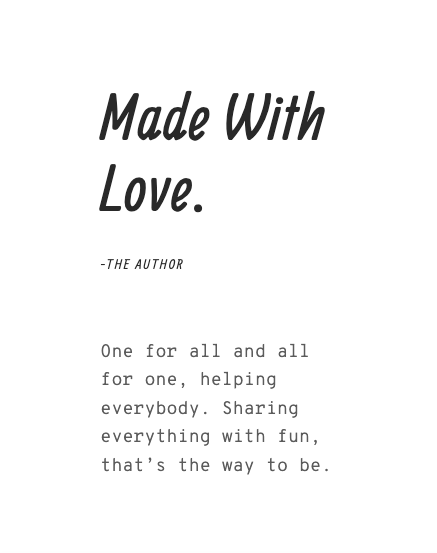 Made With
Love.
-THE AUTHOR
One for all and all
for one, helping
everybody. Sharing
everything with fun,
that’s the way to be.